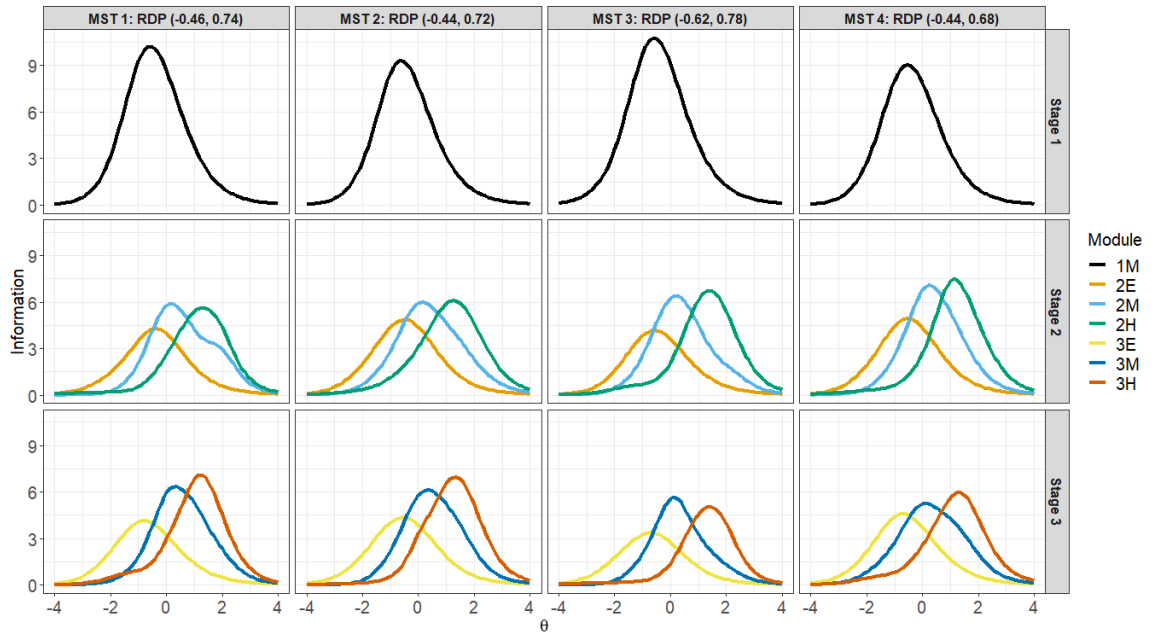 MST 1: RDP (-0.46, 0.74)
MST 2: RDP (-0.44, 0.72)
MST 3: RDP (-0.62, 0.78)
MST 4: RDP (-0.44, 0.68)
9
6
3
0
Stage 1
9
6
3
0
Stage 2
9
6
3
0
Stage 3
Information
-4 -2 0 2 4
-4 -2 0 2 4
-4 -2 0 2 4
-4 -2 0 2 4
θ
Module
1M
2E
2M
2H
3E
3M
3H